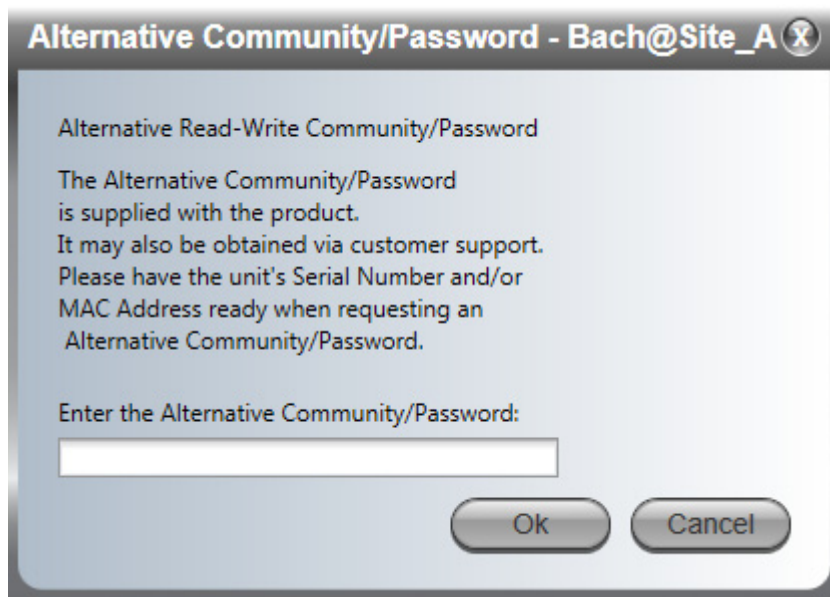 Alternative Community/Password - Bach@Site_A
X
Alternative Read-Write Community/Password
The Alternative Community/Password
is supplied with the product.
It may also be obtained via customer support.
Please have the unit's Serial Number and/or
MAC Address ready when requesting an
Alternative Community/Password.
Enter the Alternative Community/Password:
Ok
Cancel